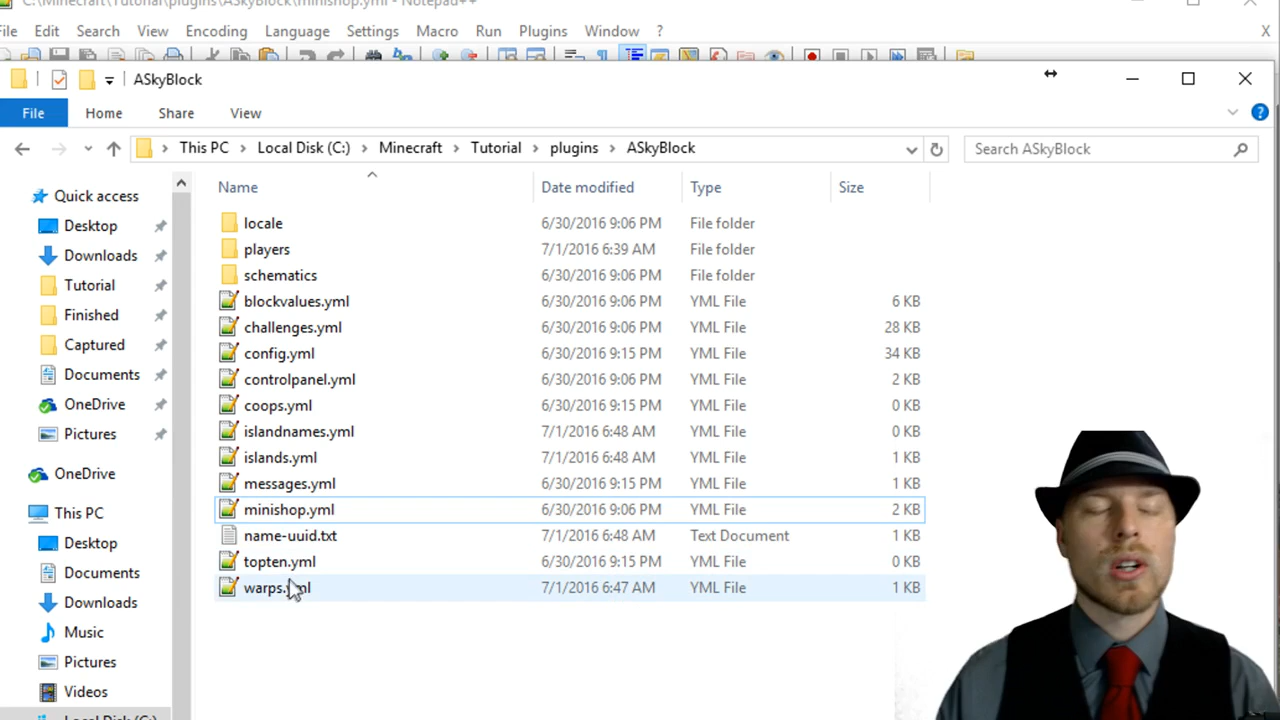 C:\Minecraft\Tutorial\plugins\ASkyBlock\minishop.yml - Notepad++
File Edit Search View Encoding Language Settings Macro Run Plugins Window ? X
ASkyBlock
File Home Share View
This PC Local Disk (C:) Minecraft Tutorial plugins ASkyBlock Search ASkyBlock
Name Date modified Type Size
Quick access
Desktop
Downloads
Tutorial
Finished
Captured
Documents
OneDrive
Pictures
OneDrive
This PC
Desktop
Documents
Downloads
Music
Pictures
Videos
Local Disk (C:)
locale 6/30/2016 9:06 PM File folder
players 7/1/2016 6:39 AM File folder
schematics 6/30/2016 9:06 PM File folder
blockvalues.yml 6/30/2016 9:06 PM YML File 6 KB
challenges.yml 6/30/2016 9:06 PM YML File 28 KB
config.yml 6/30/2016 9:15 PM YML File 34 KB
controlpanel.yml 6/30/2016 9:06 PM YML File 2 KB
coops.yml 6/30/2016 9:15 PM YML File 0 KB
islandnames.yml 7/1/2016 6:48 AM YML File 0 KB
islands.yml 7/1/2016 6:48 AM YML File 1 KB
messages.yml 6/30/2016 9:15 PM YML File 1 KB
minishop.yml 6/30/2016 9:06 PM YML File 2 KB
name-uuid.txt 7/1/2016 6:48 AM Text Document 1 KB
topten.yml 6/30/2016 9:15 PM YML File 0 KB
warps.yml 7/1/2016 6:47 AM YML File 1 KB